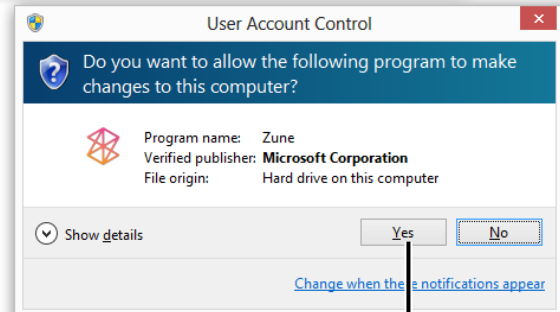 User Account Control
Do you want to allow the following program to make
changes to this computer?
Program name: Zune
Verified publisher: Microsoft Corporation
File origin: Hard drive on this computer
Show details
Yes
No
Change when these notifications appear